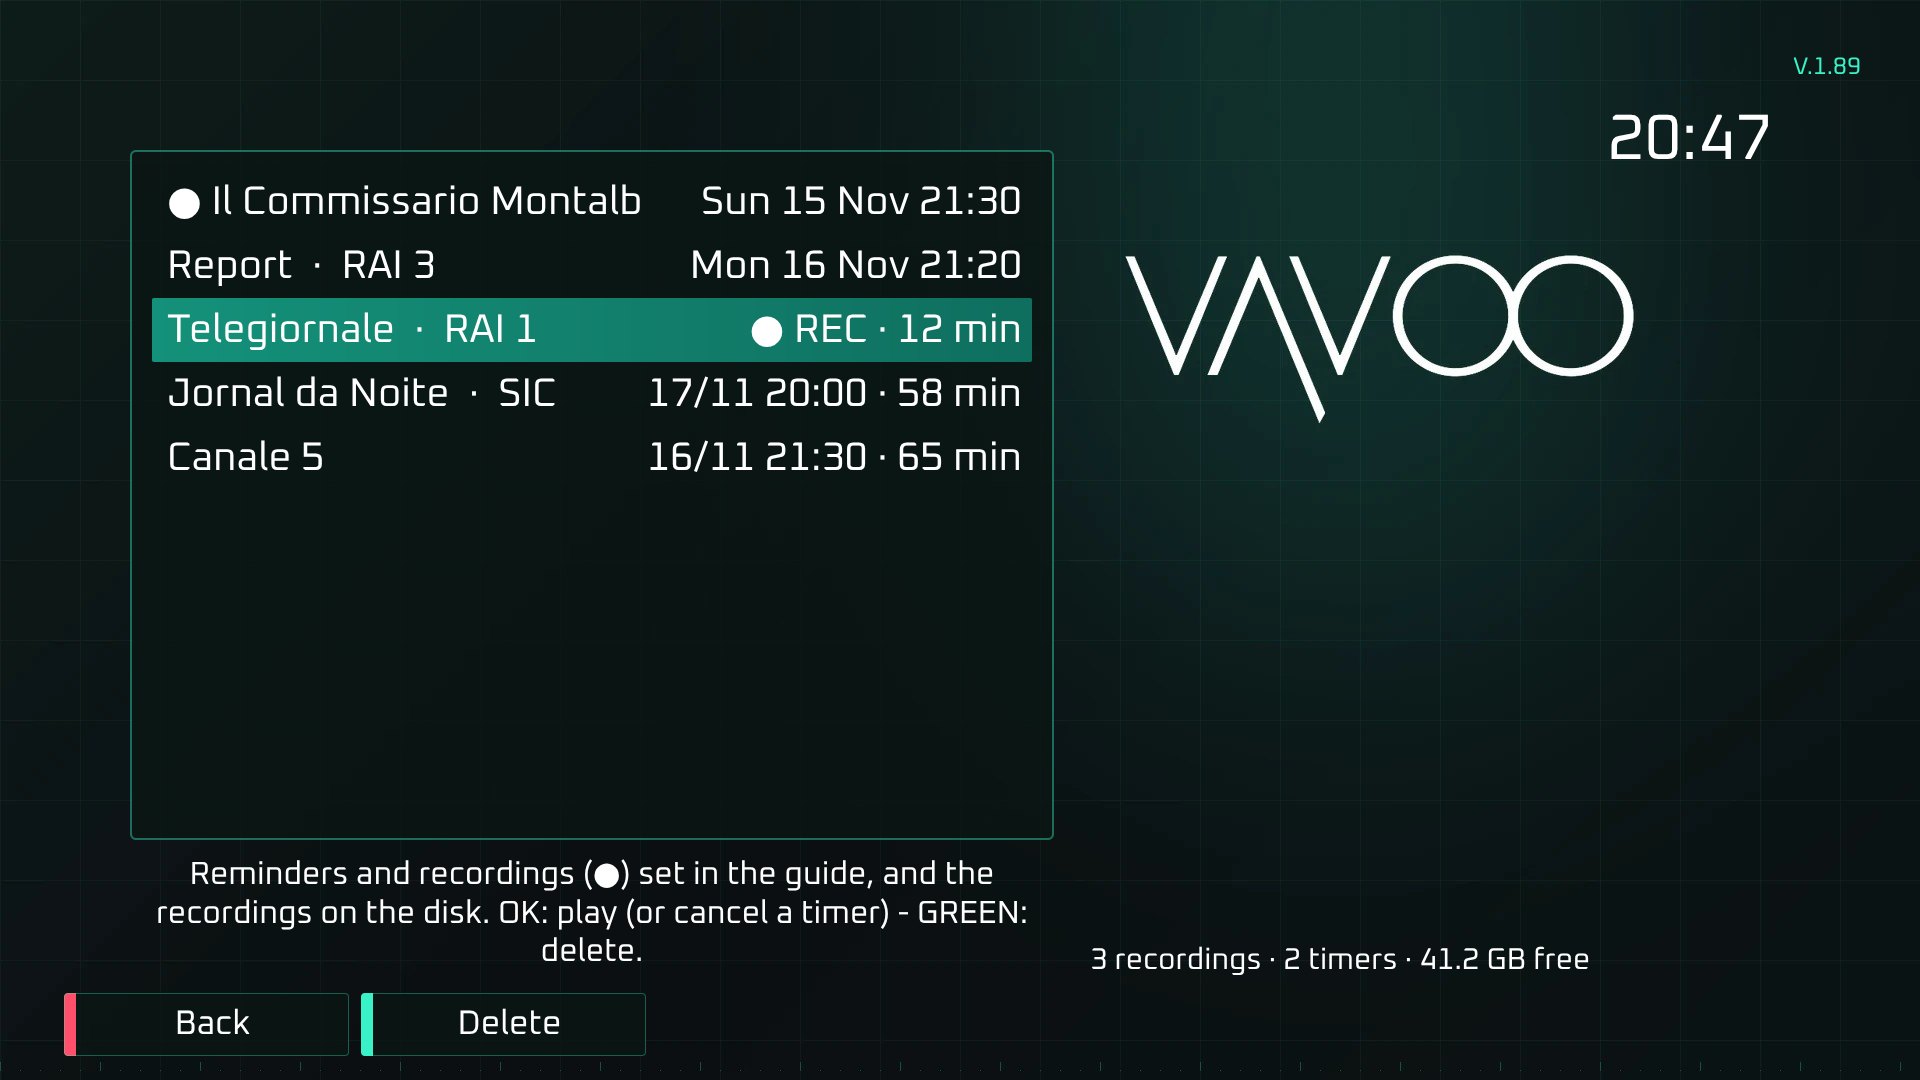 V.1.89
20:47
● Il Commissario Montalb Sun 15 Nov 21:30
Report · RAI 3 Mon 16 Nov 21:20
Telegiornale · RAI 1 ● REC · 12 min
Jornal da Noite · SIC 17/11 20:00 · 58 min
Canale 5 16/11 21:30 · 65 min
VAVOO
Reminders and recordings (●) set in the guide, and the
recordings on the disk. OK: play (or cancel a timer) - GREEN:
delete.
3 recordings · 2 timers · 41.2 GB free
Back Delete